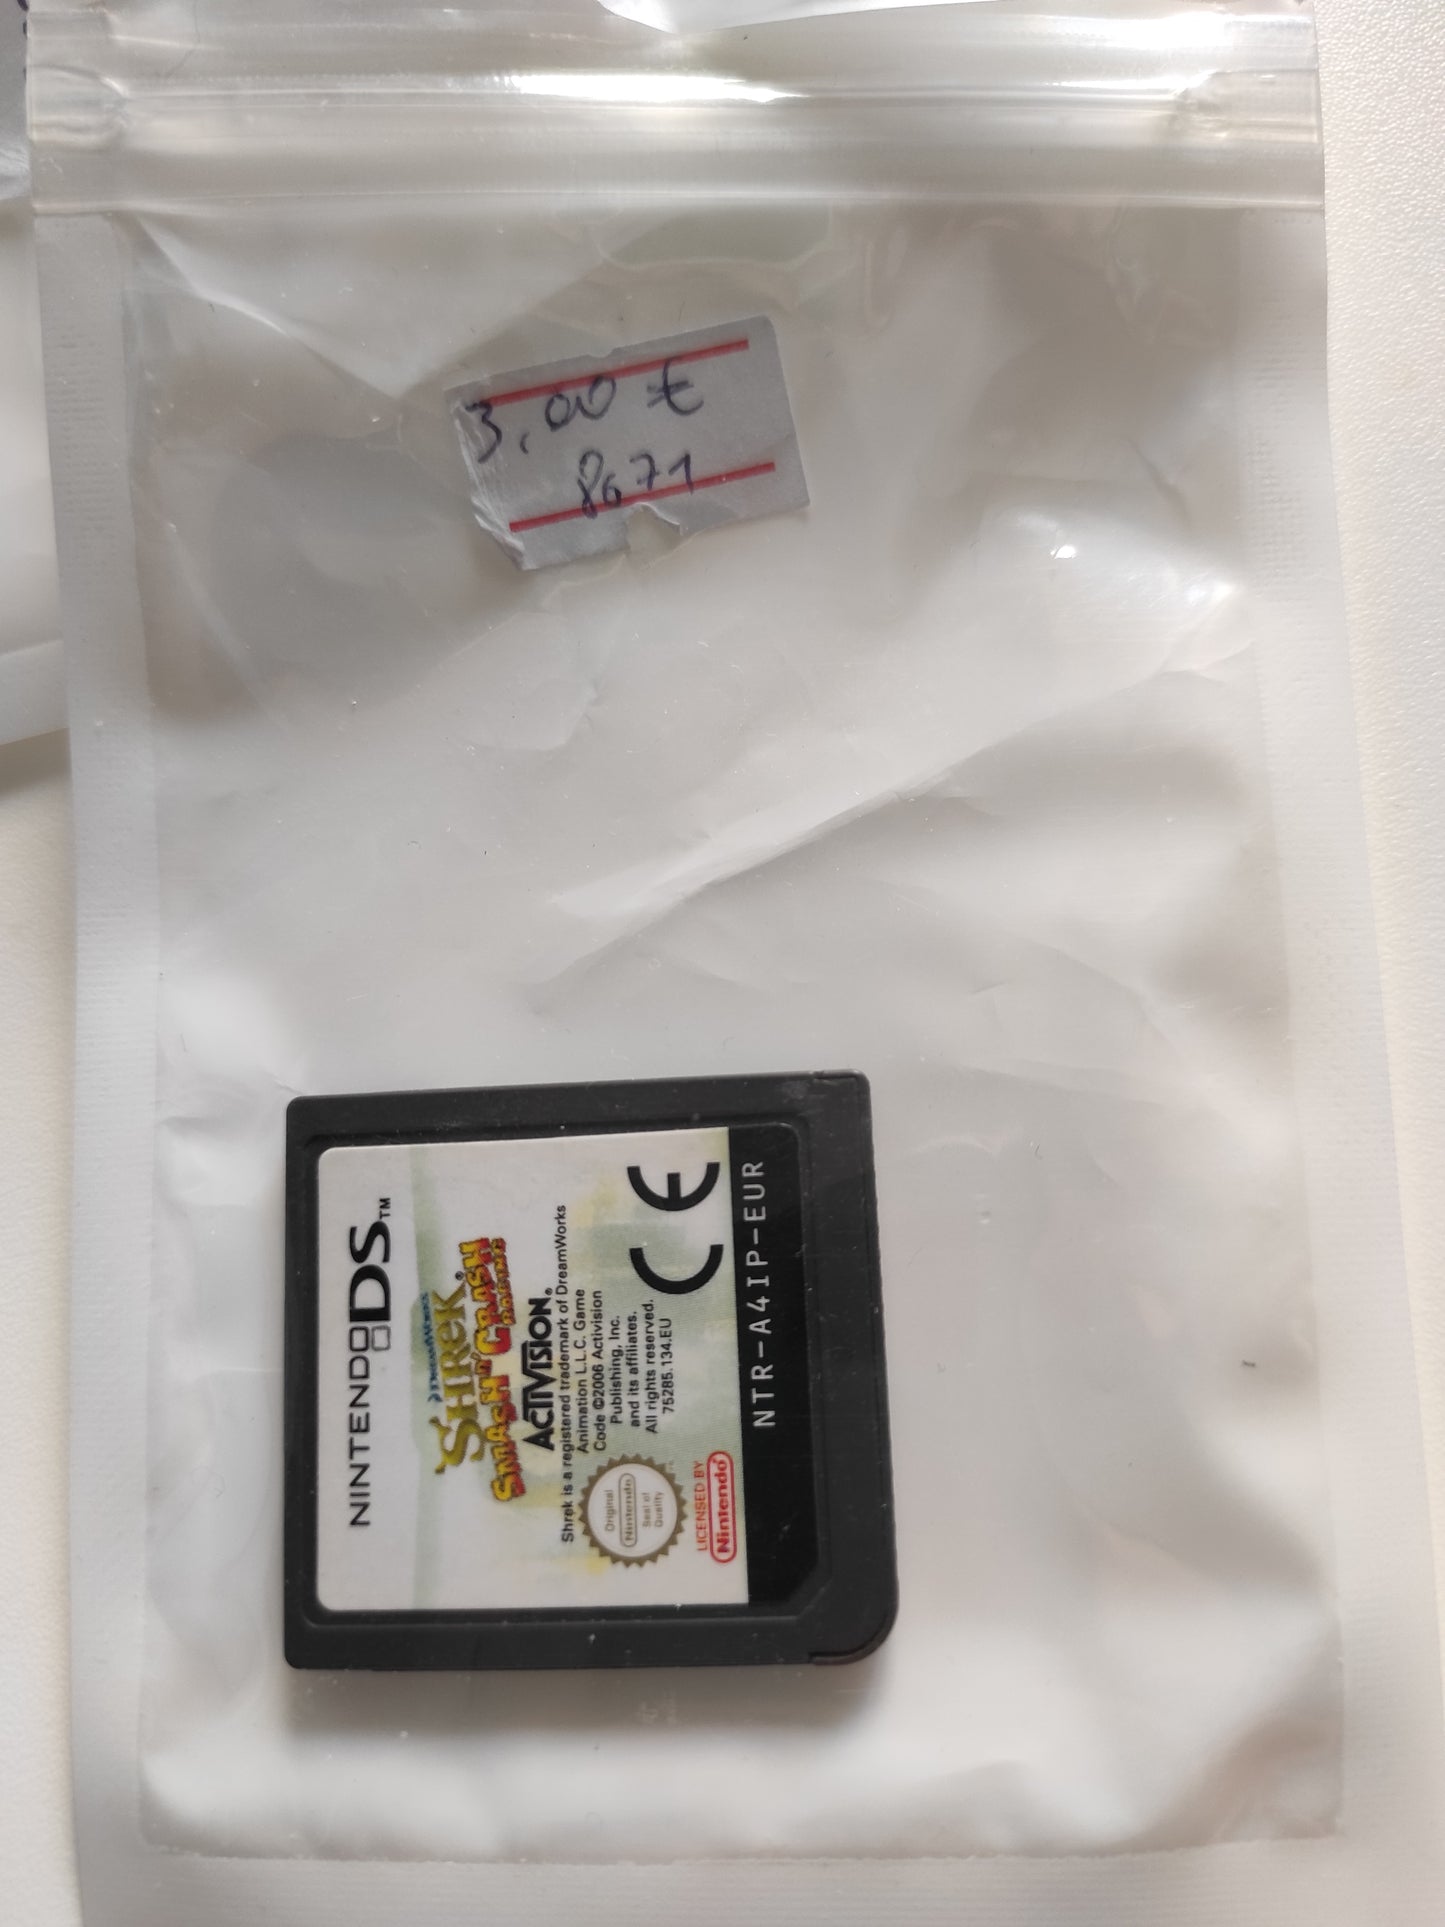 3,00 €
8671
NINTENDO DS™
DREAMWORKS
SHREK®
SMASH N' CRASH
RACING
ACTIVISION®
Shrek is a registered trademark of DreamWorks
Animation L.L.C. Game
Code ©2006 Activision
Publishing, Inc.
and its affiliates.
All rights reserved.
75285.134.EU
Original
Nintendo
Seal of
Quality
LICENSED BY
Nintendo
CE
NTR-A4IP-EUR